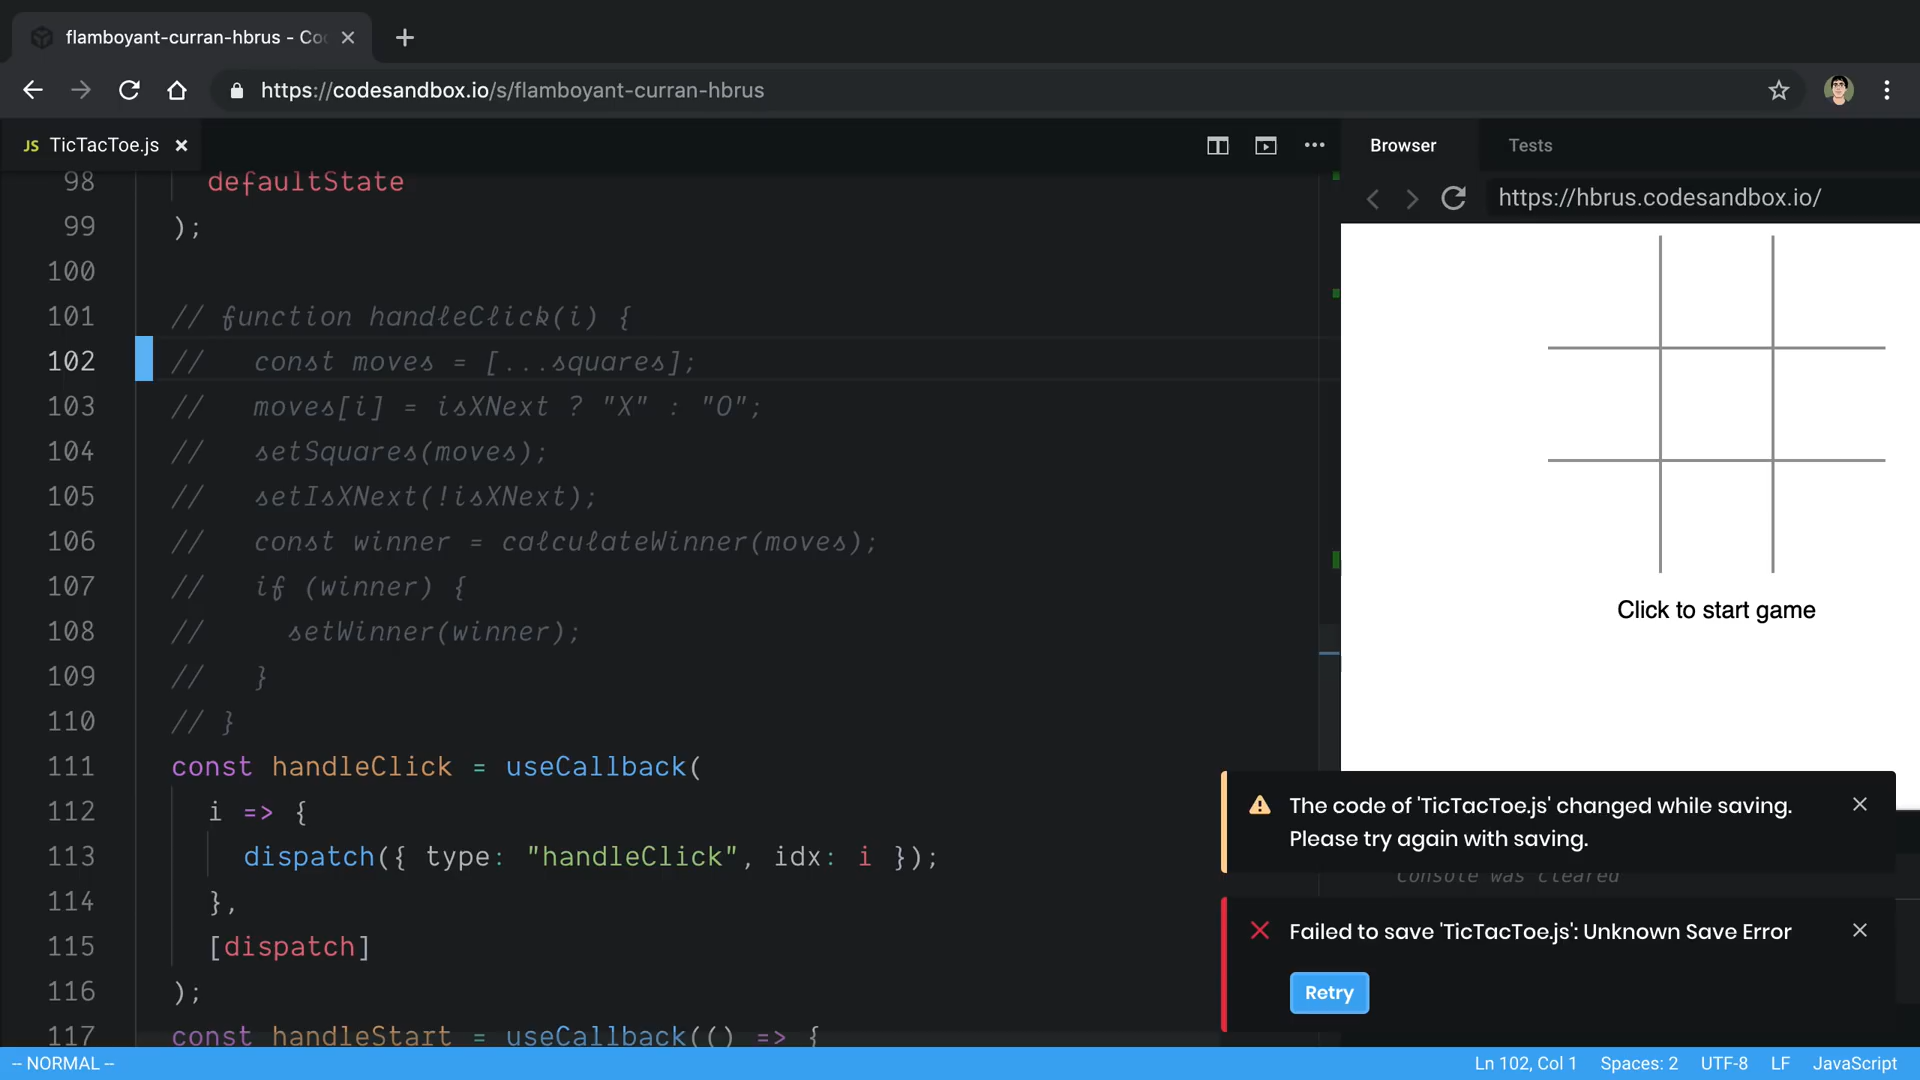 flamboyant-curran-hbrus - Co
https://codesandbox.io/s/flamboyant-curran-hbrus
JS TicTacToe.js
Browser
Tests
https://hbrus.codesandbox.io/
98 defaultState
99 );
100
101 // function handleClick(i) {
102 //   const moves = [...squares];
103 //   moves[i] = isXNext ? "X" : "O";
104 //   setSquares(moves);
105 //   setIsXNext(!isXNext);
106 //   const winner = calculateWinner(moves);
107 //   if (winner) {
108 //     setWinner(winner);
109 //   }
110 // }
111 const handleClick = useCallback(
112   i => {
113     dispatch({ type: "handleClick", idx: i });
114   },
115   [dispatch]
116 );
117 const handleStart = useCallback(() => {
Click to start game
The code of 'TicTacToe.js' changed while saving.
Please try again with saving.
Console was cleared
Failed to save 'TicTacToe.js': Unknown Save Error
Retry
-- NORMAL --
Ln 102, Col 1
Spaces: 2
UTF-8
LF
JavaScript